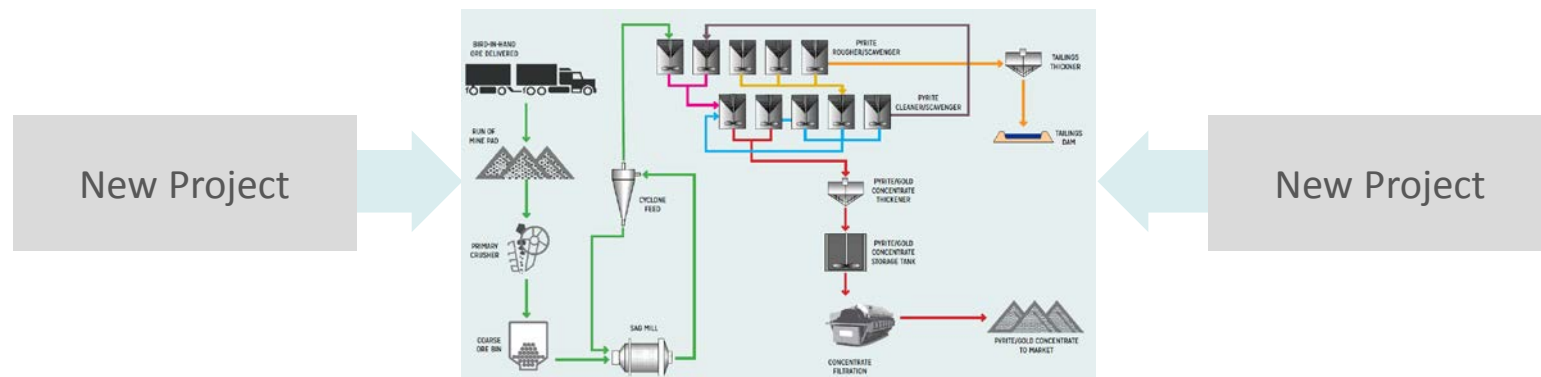 New Project
BIRD-IN-HAND
ORE DELIVERED
RUN OF
MINE PAD
PRIMARY
CRUSHER
COARSE
ORE BIN
SAG MILL
CYCLONE
FEED
PYRITE
ROUGHER/SCAVENGER
PYRITE
CLEANER/SCAVENGER
TAILINGS
THICKNER
TAILINGS
DAM
PYRITE/GOLD
CONCENTRATE
THICKENER
PYRITE/GOLD
CONCENTRATE
STORAGE TANK
CONCENTRATE
FILTRATION
PYRITE/GOLD CONCENTRATE
TO MARKET
New Project